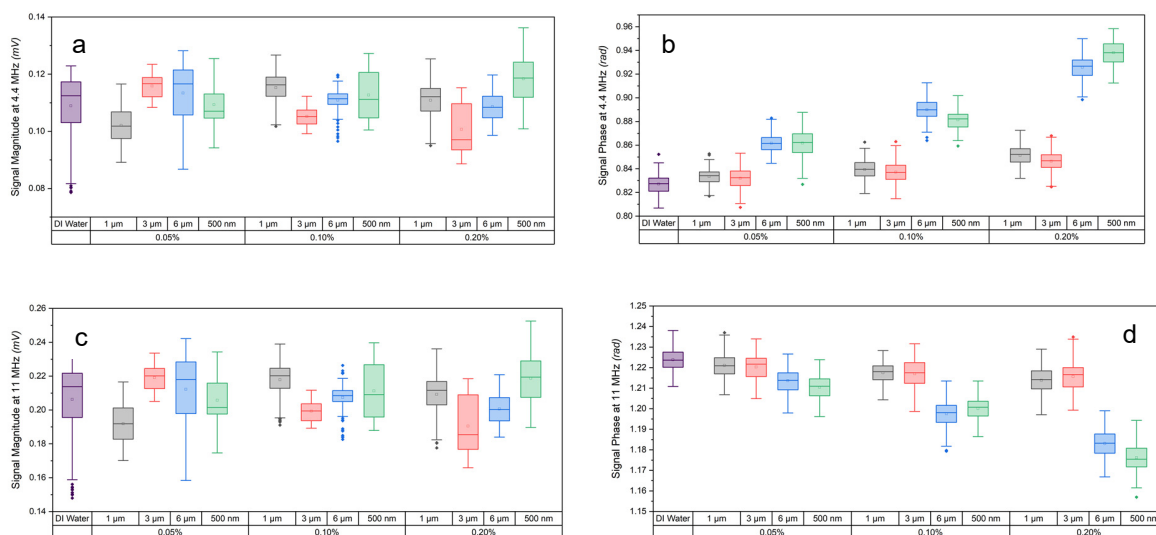 a
Signal Magnitude at 4.4 MHz (mV)
0.14
0.12
0.10
0.08
DI Water 1 µm 3 µm 6 µm 500 nm 1 µm 3 µm 6 µm 500 nm 1 µm 3 µm 6 µm 500 nm
0.05% 0.10% 0.20%
b
Signal Phase at 4.4 MHz (rad)
0.96
0.94
0.92
0.90
0.88
0.86
0.84
0.82
0.80
DI Water 1 µm 3 µm 6 µm 500 nm 1 µm 3 µm 6 µm 500 nm 1 µm 3 µm 6 µm 500 nm
0.05% 0.10% 0.20%
c
Signal Magnitude at 111 MHz (mV)
0.26
0.24
0.22
0.20
0.18
0.16
0.14
DI Water 1 µm 3 µm 6 µm 500 nm 1 µm 3 µm 6 µm 500 nm 1 µm 3 µm 6 µm 500 nm
0.05% 0.10% 0.20%
d
Signal Phase at 111 MHz (rad)
1.24
1.23
1.22
1.21
1.20
1.19
1.18
1.17
1.16
1.15
DI Water 1 µm 3 µm 6 µm 500 nm 1 µm 3 µm 6 µm 500 nm 1 µm 3 µm 6 µm 500 nm
0.05% 0.10% 0.20%